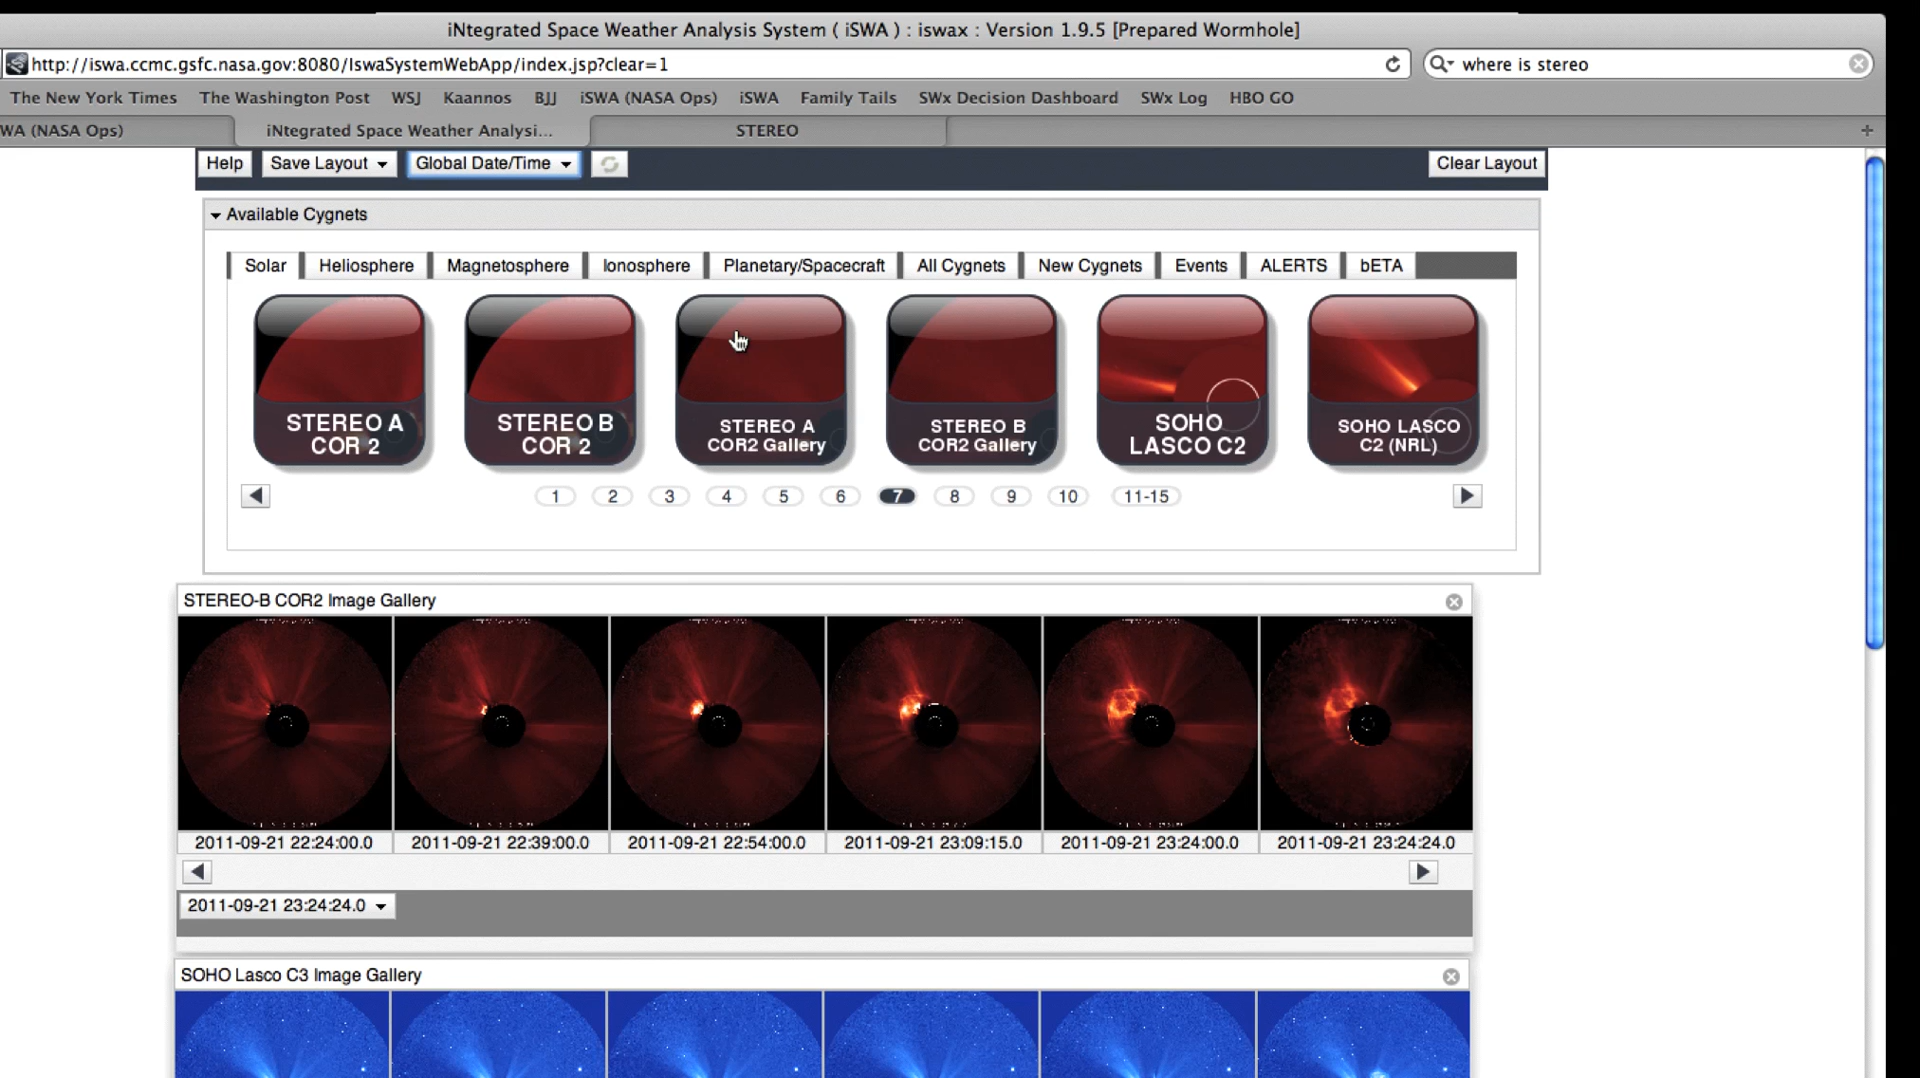 iNtegrated Space Weather Analysis System ( iSWA ) : iswax : Version 1.9.5 [Prepared Wormhole]
http://iswa.ccmc.gsfc.nasa.gov:8080/IswaSystemWebApp/index.jsp?clear=1
where is stereo
The New York Times The Washington Post WSJ Kaannos BJJ iSWA (NASA Ops) iSWA Family Tails SWx Decision Dashboard SWx Log HBO GO
WA (NASA Ops) iNtegrated Space Weather Analysi... STEREO +
Help Save Layout Global Date/Time Clear Layout
Available Cygnets
Solar Heliosphere Magnetosphere Ionosphere Planetary/Spacecraft All Cygnets New Cygnets Events ALERTS bETA
STEREO A
COR 2
STEREO B
COR 2
STEREO A
COR2 Gallery
STEREO B
COR2 Gallery
SOHO
LASCO C2
SOHO LASCO
C2 (NRL)
1 2 3 4 5 6 7 8 9 10 11-15
STEREO-B COR2 Image Gallery
2011-09-21 22:24:00.0 2011-09-21 22:39:00.0 2011-09-21 22:54:00.0 2011-09-21 23:09:15.0 2011-09-21 23:24:00.0 2011-09-21 23:24:24.0
2011-09-21 23:24:24.0
SOHO Lasco C3 Image Gallery